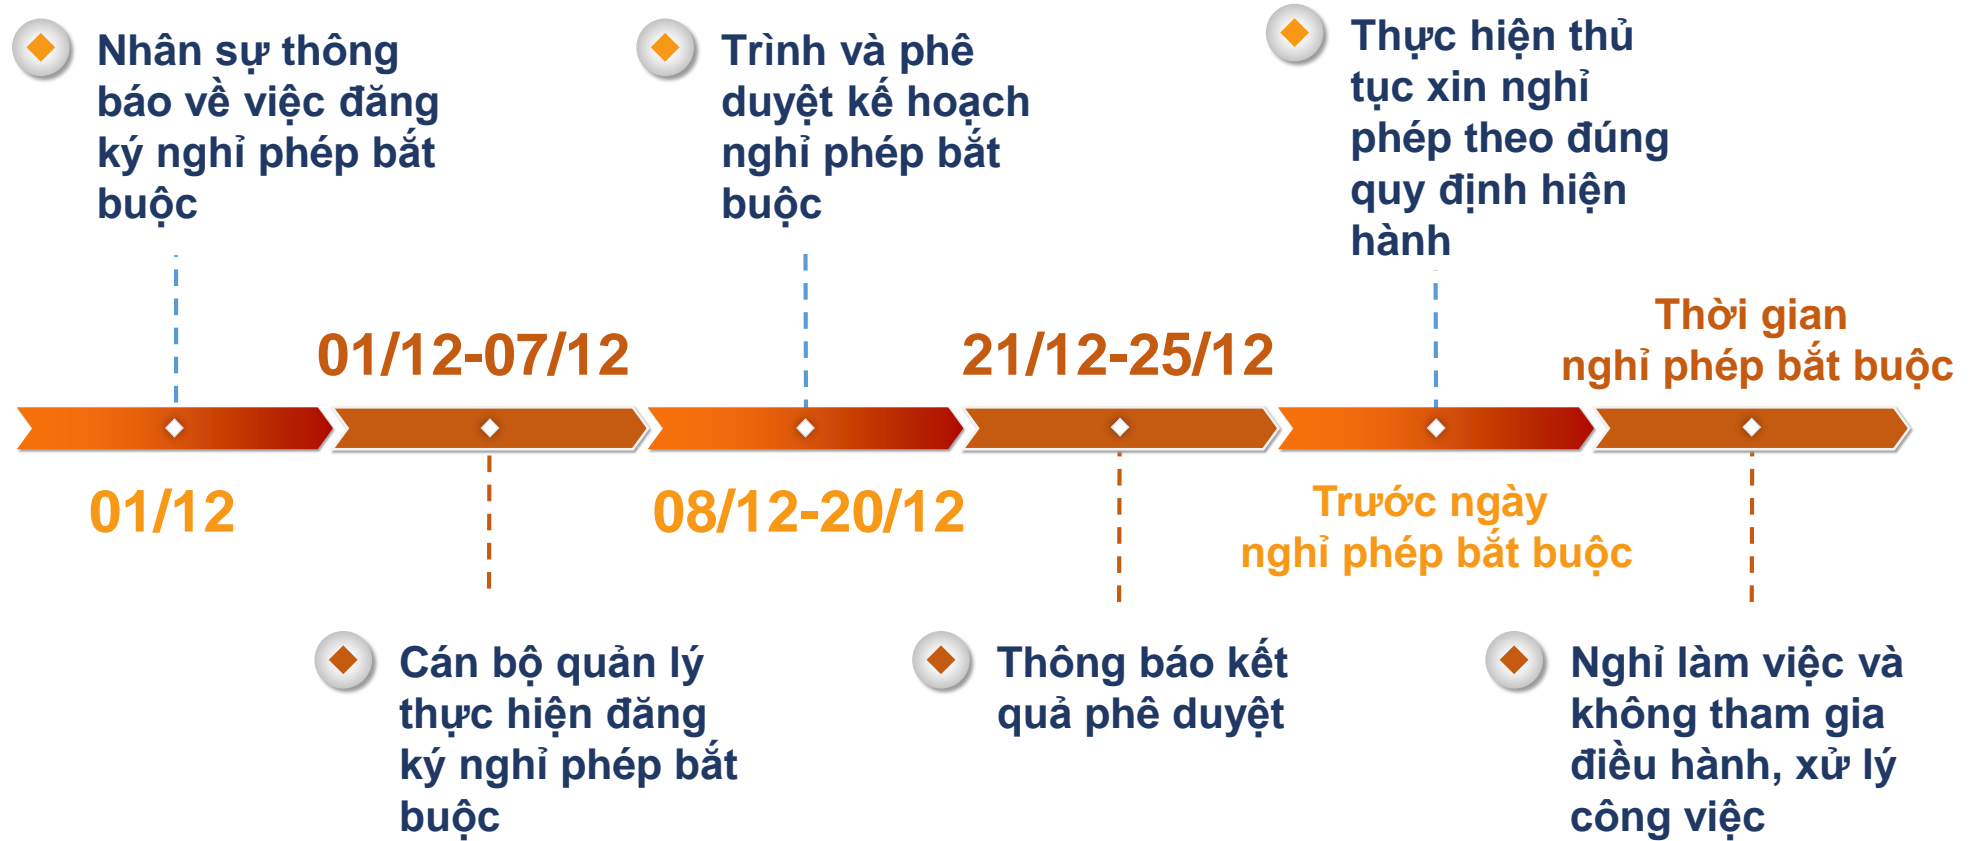 Nhân sự thông
báo về việc đăng
ký nghỉ phép bắt
buộc
Trình và phê
duyệt kế hoạch
nghỉ phép bắt
buộc
Thực hiện thủ
tục xin nghỉ
phép theo đúng
quy định hiện
hành
01/12-07/12
21/12-25/12
Thời gian
nghỉ phép bắt buộc
01/12
08/12-20/12
Trước ngày
nghỉ phép bắt buộc
Cán bộ quản lý
thực hiện đăng
ký nghỉ phép bắt
buộc
Thông báo kết
quả phê duyệt
Nghỉ làm việc và
không tham gia
điều hành, xử lý
công việc